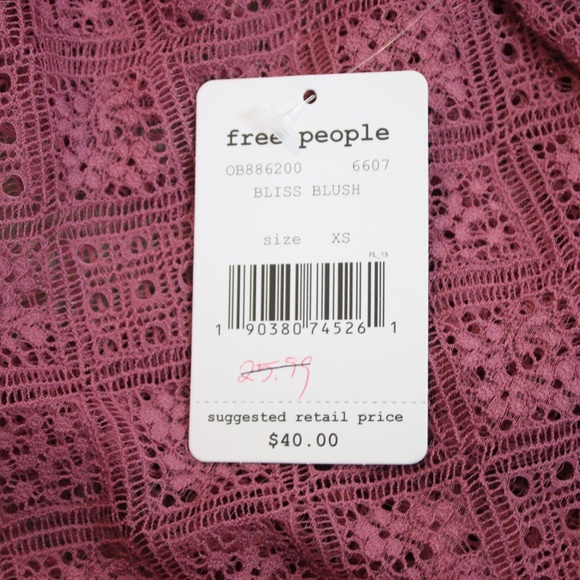 free people
OB886200 6607
BLISS BLUSH
size XS
FL_13
1 90380 74526 1
25.99
suggested retail price
$40.00